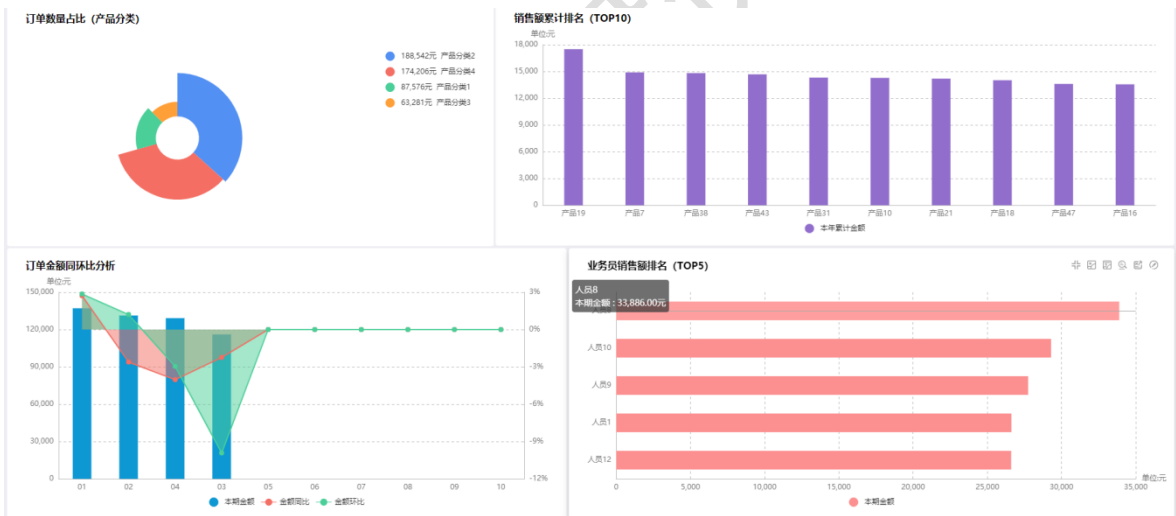 订单数量占比（产品分类）
188,542元 产品分类2
174,206元 产品分类4
87,576元 产品分类1
63,281元 产品分类3
销售额累计排名（TOP10）
单位:元
18,000
15,000
12,000
9,000
6,000
3,000
0
产品19 产品7 产品38 产品43 产品31 产品10 产品21 产品18 产品47 产品16
本年累计金额
订单金额同环比分析
单位:元
150,000 3%
120,000 0%
90,000 -3%
60,000 -6%
30,000 -9%
0 -12%
01 02 04 03 05 06 07 08 09 10
本期金额 金额同比 金额环比
业务员销售额排名（TOP5）
人员8
本期金额 : 33,886.00元
人员10
人员9
人员1
人员12
单位:元
0 5,000 10,000 15,000 20,000 25,000 30,000 35,000
本期金额